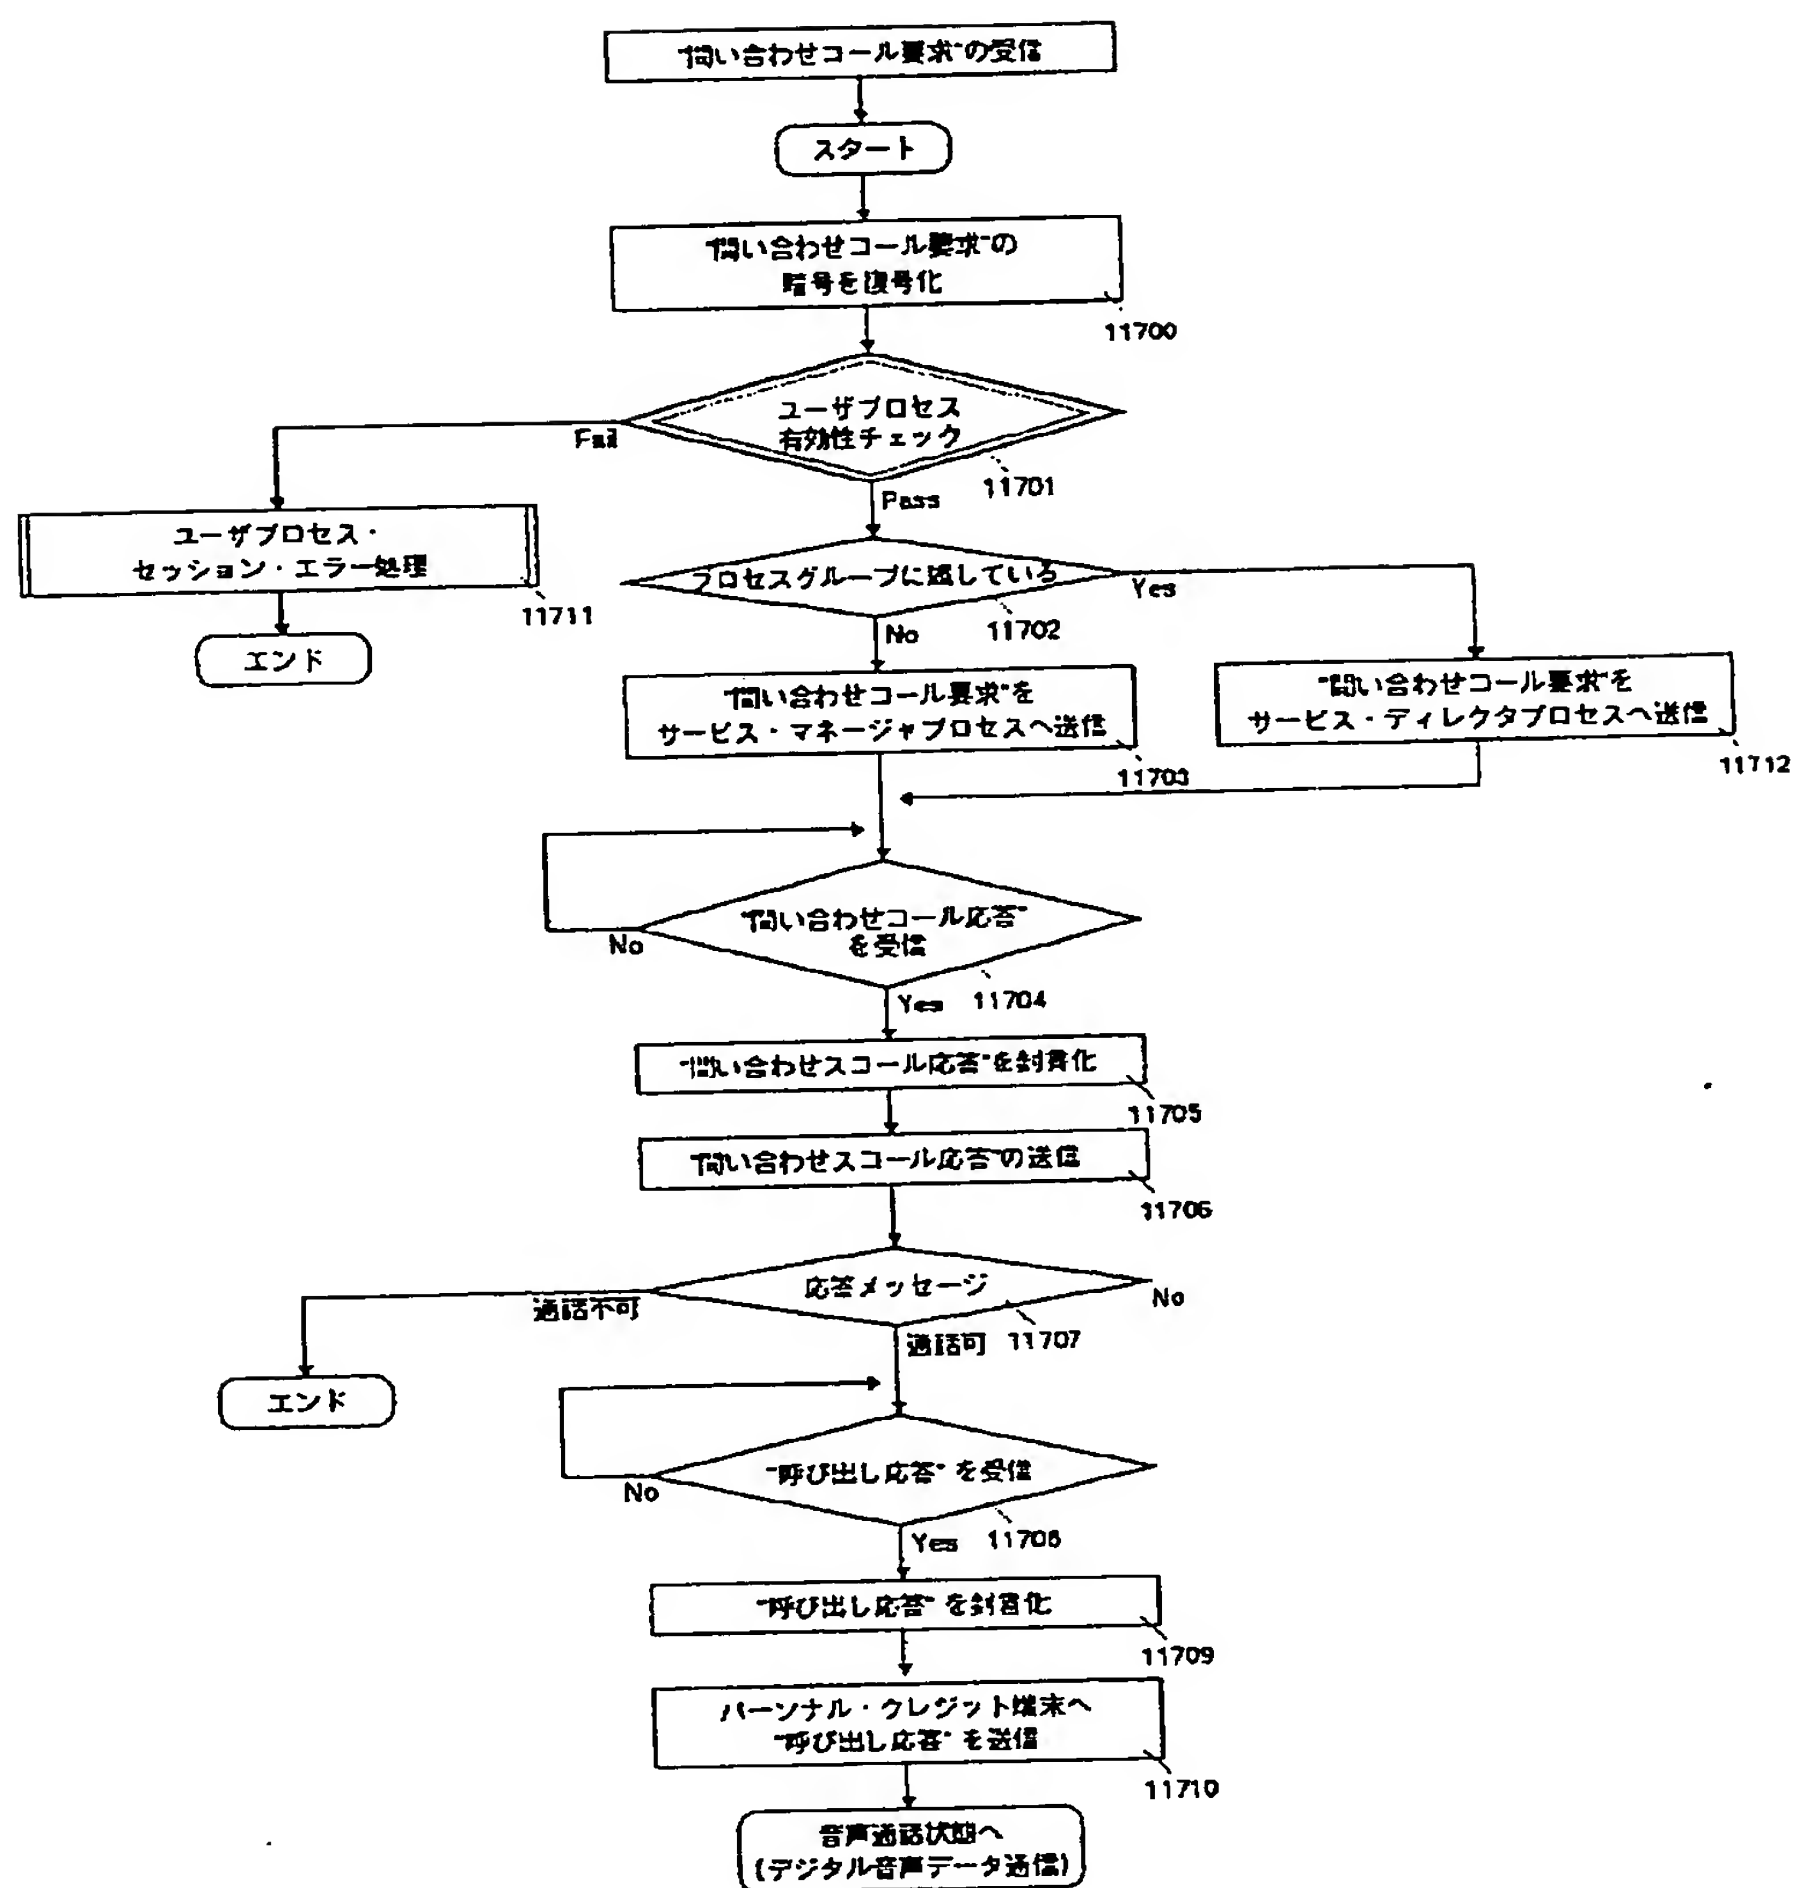 "問い合わせコール要求"の受信
スタート
"問い合わせコール要求"の
暗号を復号化
11700
ユーザプロセス
有効性チェック
Fail
11701
Pass
ユーザプロセス・
セッション・エラー処理
11711
エンド
プロセスグループに属している
Yes
11702
No
"問い合わせコール要求"を
サービス・マネージャプロセスへ送信
11703
"問い合わせコール要求"を
サービス・ディレクタプロセスへ送信
11712
"問い合わせコール応答"
を受信
No
11704
Yes
"問い合わせスコール応答"を封書化
11705
"問い合わせスコール応答"の送信
11706
応答メッセージ
通話不可
No
通話可
11707
エンド
"呼び出し応答"を受信
No
11708
Yes
"呼び出し応答"を封書化
11709
パーソナル・クレジット端末へ
"呼び出し応答"を送信
11710
音声通話状態へ
(デジタル音声データ通信)